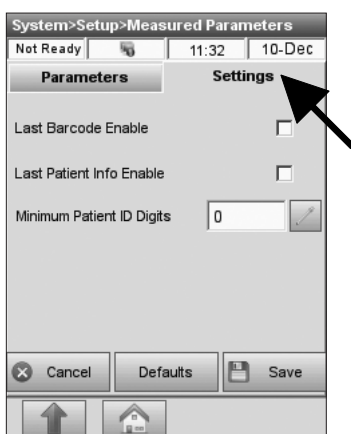 System>Setup>Measured Parameters
Not Ready 11:32 10-Dec
Parameters Settings
Last Barcode Enable
Last Patient Info Enable
Minimum Patient ID Digits 0
Cancel Defaults Save